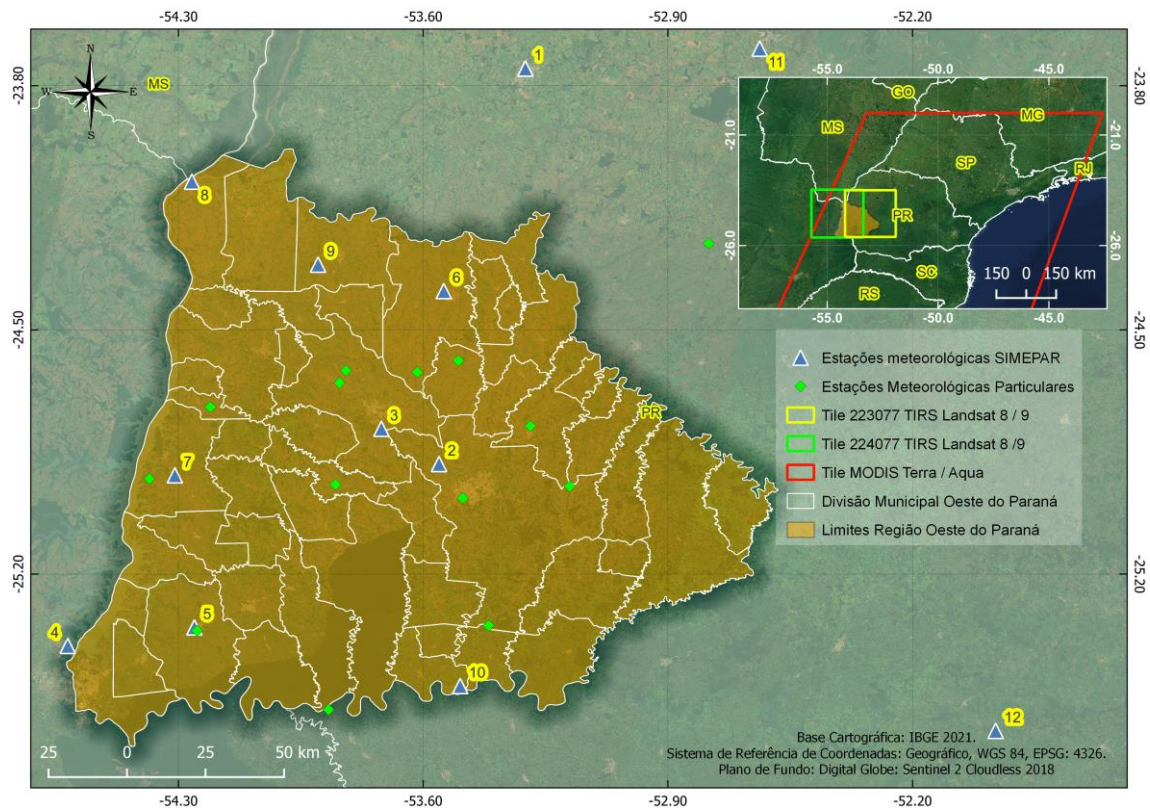 -54.30 -53.60 -52.90 -52.20
N
W E
S
MS
-23.80
-23.80
1
11
-55.0 -50.0 -45.0
GO
MG
MS
-21.0
-21.0
SP
RJ
PR
-26.0
-26.0
SC
RS
150 0 150 km
-55.0 -50.0 -45.0
8
9
6
-24.50
-24.50
Estações meteorológicas SIMEPAR
Estações Meteorológicas Particulares
Tile 223077 TIRS Landsat 8 / 9
Tile 224077 TIRS Landsat 8 /9
Tile MODIS Terra / Aqua
Divisão Municipal Oeste do Paraná
Limites Região Oeste do Paraná
3
PR
2
7
-25.20
-25.20
5
4
10
12
25 0 25 50 km
Base Cartográfica: IBGE 2021.
Sistema de Referência de Coordenadas: Geográfico, WGS 84, EPSG: 4326.
Plano de Fundo: Digital Globe: Sentinel 2 Cloudless 2018
-54.30 -53.60 -52.90 -52.20